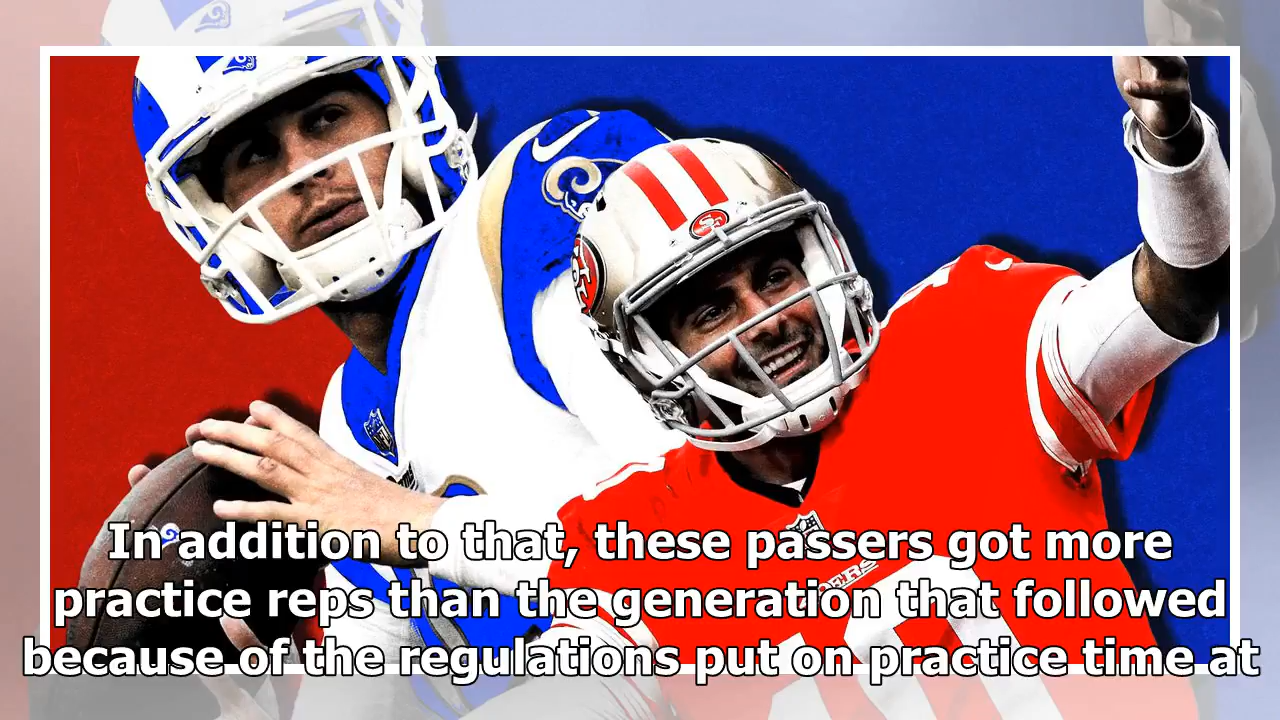 In addition to that, these passers got more
practice reps than the generation that followed
because of the regulations put on practice time at